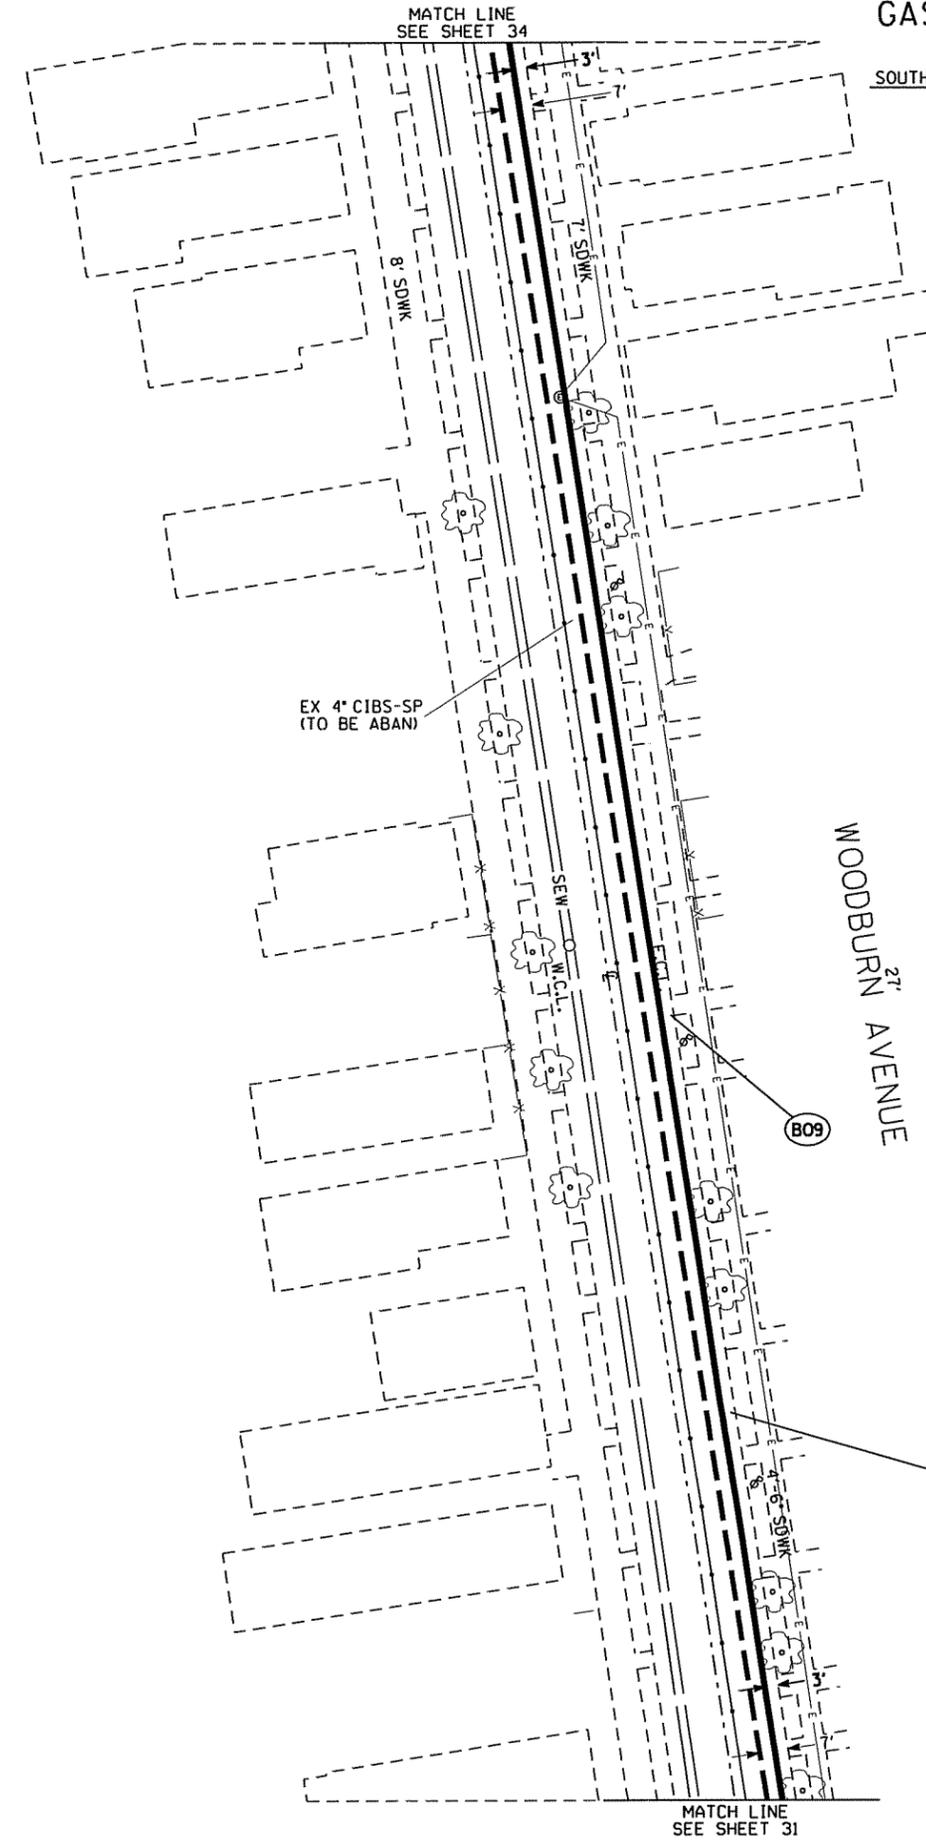 MATCH LINE
SEE SHEET 34
GAS
SOUTH
3'
7'
8' SDWK
7' SDWK
EX 4" CIBS-SP
(TO BE ABAN)
SEW
W.C.L.
E.C.L.
27'
WOODBURN AVENUE
B09
4'-6" SDWK
3'
7'
MATCH LINE
SEE SHEET 31